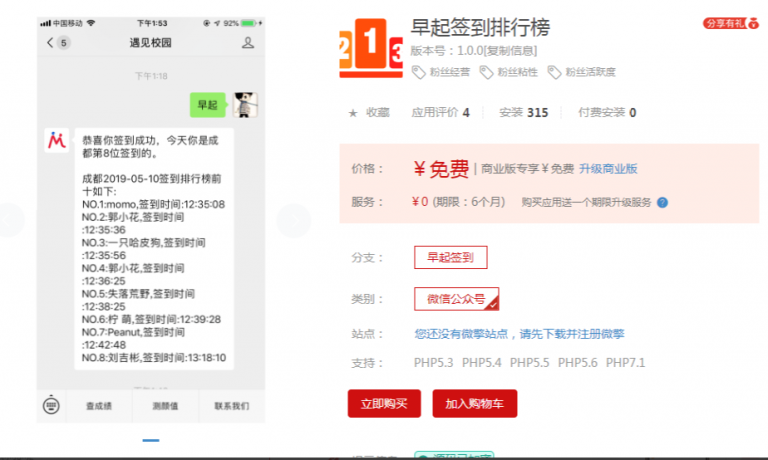 中国移动
下午1:53
92%
5
遇见校园
下午1:18
早起
恭喜你签到成功，今天你是成
都第8位签到的。
成都2019-05-10签到排行榜前
十如下:
NO.1:momo,签到时间:12:35:08
NO.2:郭小花,签到时间
:12:35:36
NO.3:一只哈皮狗,签到时间
:12:35:56
NO.4:郭小花,签到时间
:12:36:25
NO.5:失落荒野,签到时间
:12:38:25
NO.6:柠 萌,签到时间:12:39:28
NO.7:Peanut,签到时间
:12:42:48
NO.8:刘吉彬,签到时间:13:18:10
查成绩
测颜值
联系我们
2 1 3
早起签到排行榜
分享有礼
版本号：1.0.0[复制信息]
粉丝经营 粉丝粘性 粉丝活跃度
★ 收藏 应用评价 4 安装 315 付费安装 0
价格： ¥免费 | 商业版专享¥免费 升级商业版
服务： ¥0 (期限：6个月) 购买应用送一个期限升级服务 ?
分支： 早起签到
类别： 微信公众号
站点： 您还没有微擎站点，请先下载并注册微擎
支持： PHP5.3 PHP5.4 PHP5.5 PHP5.6 PHP7.1
立即购买 加入购物车